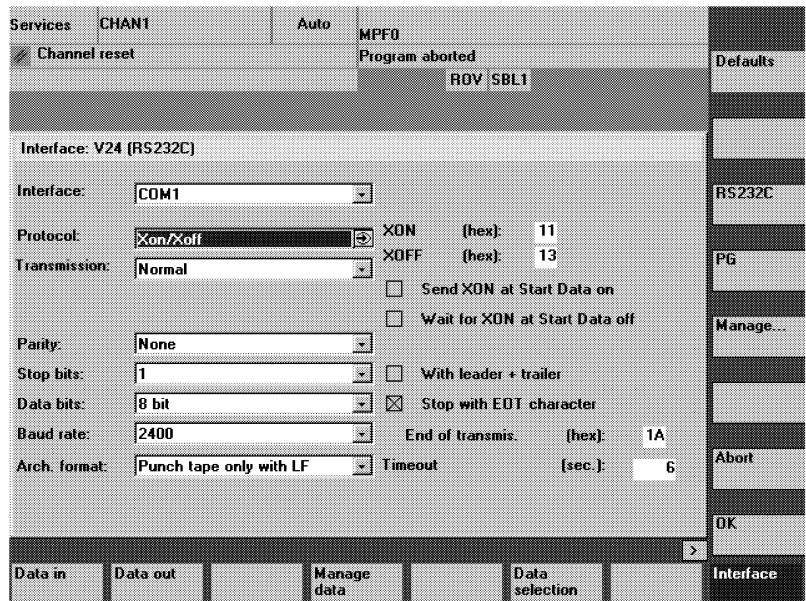 Services CHAN1 Auto MPF0
Channel reset Program aborted
Defaults
ROV SBL1
Interface: V24 (RS232C)
Interface: COM1
RS232C
Protocol: Xon/Xoff XON (hex): 11
XOFF (hex): 13
Transmission: Normal
PG
Send XON at Start Data on
Wait for XON at Start Data off
Manage...
Parity: None
Stop bits: 1 With leader + trailer
Data bits: 8 bit Stop with EOT character
Baud rate: 2400 End of transmis. (hex): 1A
Arch. format: Punch tape only with LF Timeout (sec.): 6
Abort
OK
>
Data in Data out Manage data Data selection Interface